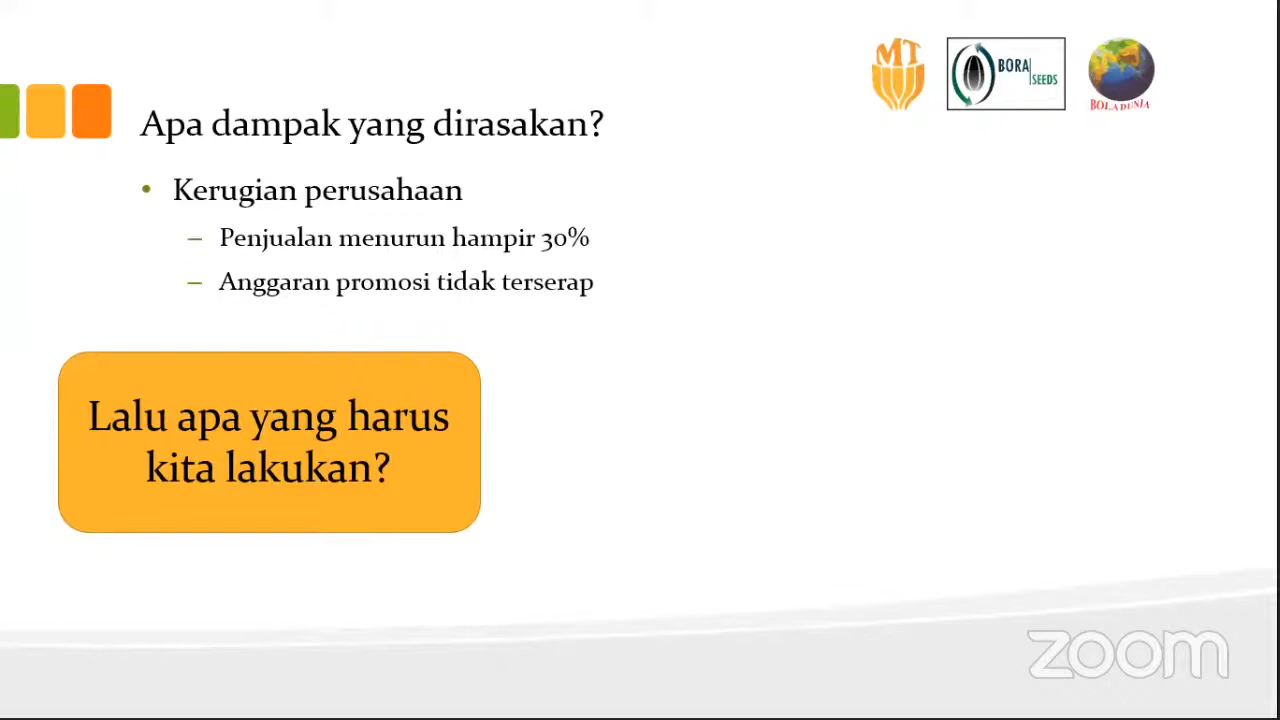 MT
BORA
SEEDS
BOLA DUNIA
Apa dampak yang dirasakan?
• Kerugian perusahaan
– Penjualan menurun hampir 30%
– Anggaran promosi tidak terserap
Lalu apa yang harus
kita lakukan?
zoom